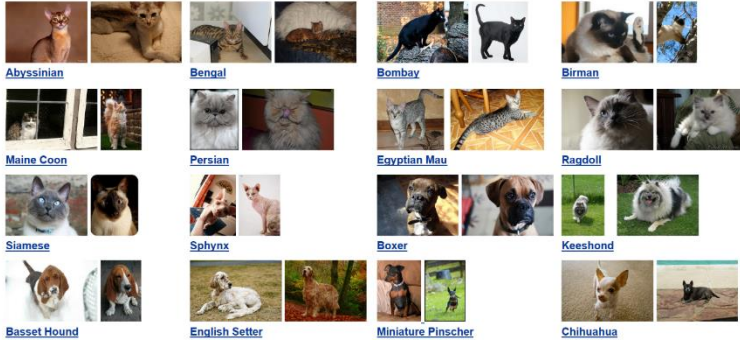 Abyssinian
Bengal
Bombay
Birman
Maine Coon
Persian
Egyptian Mau
Ragdoll
Siamese
Sphynx
Boxer
Keeshond
Basset Hound
English Setter
Miniature Pinscher
Chihuahua